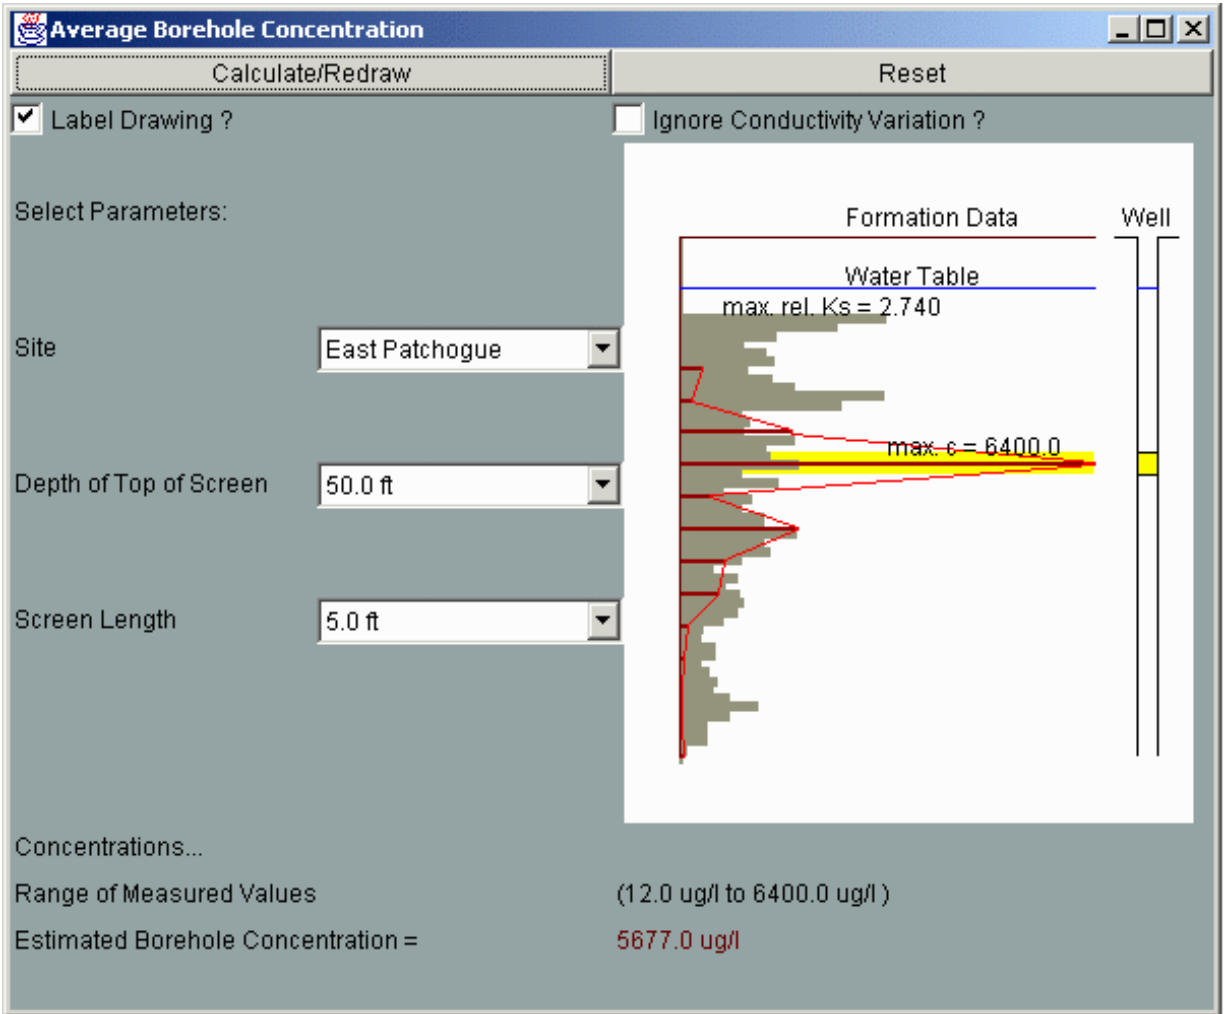 Average Borehole Concentration
Calculate/Redraw Reset
Label Drawing ? Ignore Conductivity Variation ?
Select Parameters:
Formation Data Well
Water Table
max. rel. Ks = 2.740
Site East Patchogue
max. c = 6400.0
Depth of Top of Screen 50.0 ft
Screen Length 5.0 ft
Concentrations...
Range of Measured Values (12.0 ug/l to 6400.0 ug/l )
Estimated Borehole Concentration = 5677.0 ug/l